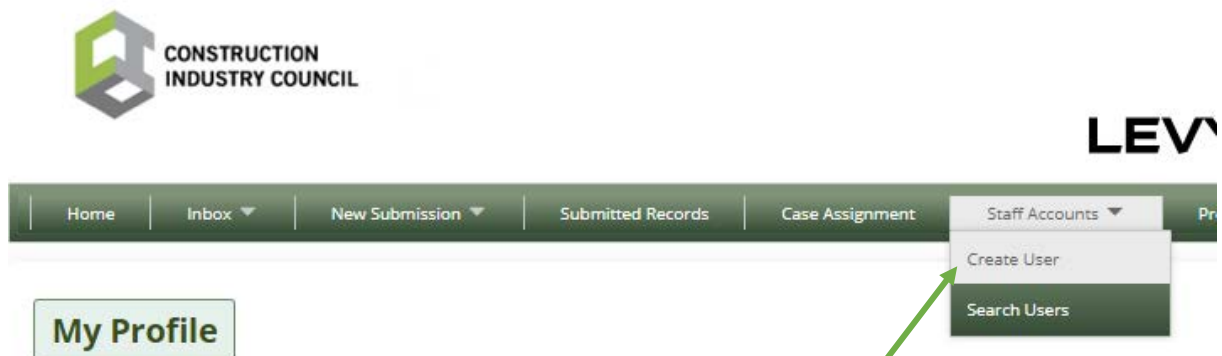 CONSTRUCTION
INDUSTRY COUNCIL
LEVY
Home Inbox New Submission Submitted Records Case Assignment Staff Accounts Pr
Create User
Search Users
My Profile